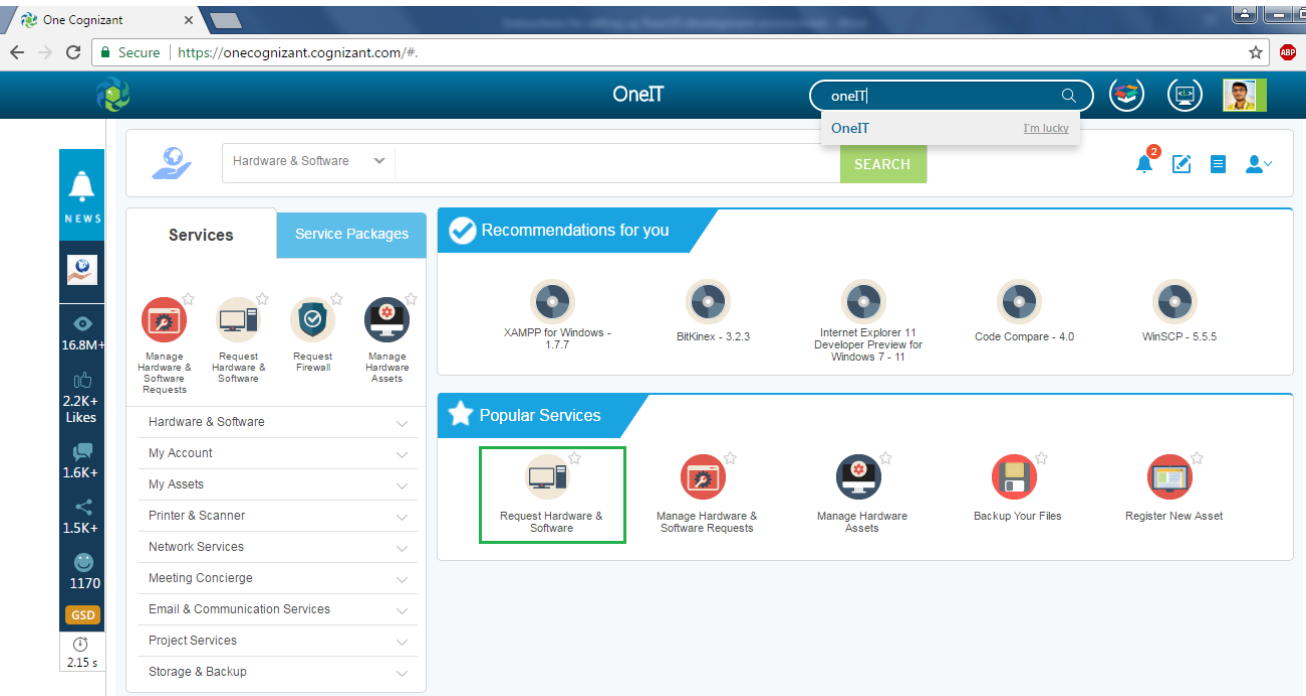 One Cognizant
Secure | https://onecognizant.cognizant.com/#.
ABP
OneIT
oneIT
OneIT
I'm lucky
Hardware & Software
SEARCH
2
NEWS
16.8M+
2.2K+
Likes
1.6K+
1.5K+
1170
GSD
2.15 s
Services
Service Packages
Manage
Hardware &
Software
Requests
Request
Hardware &
Software
Request
Firewall
Manage
Hardware
Assets
Hardware & Software
My Account
My Assets
Printer & Scanner
Network Services
Meeting Concierge
Email & Communication Services
Project Services
Storage & Backup
Recommendations for you
XAMPP for Windows -
1.7.7
BitKinex - 3.2.3
Internet Explorer 11
Developer Preview for
Windows 7 - 11
Code Compare - 4.0
WinSCP - 5.5.5
Popular Services
Request Hardware &
Software
Manage Hardware &
Software Requests
Manage Hardware
Assets
Backup Your Files
Register New Asset